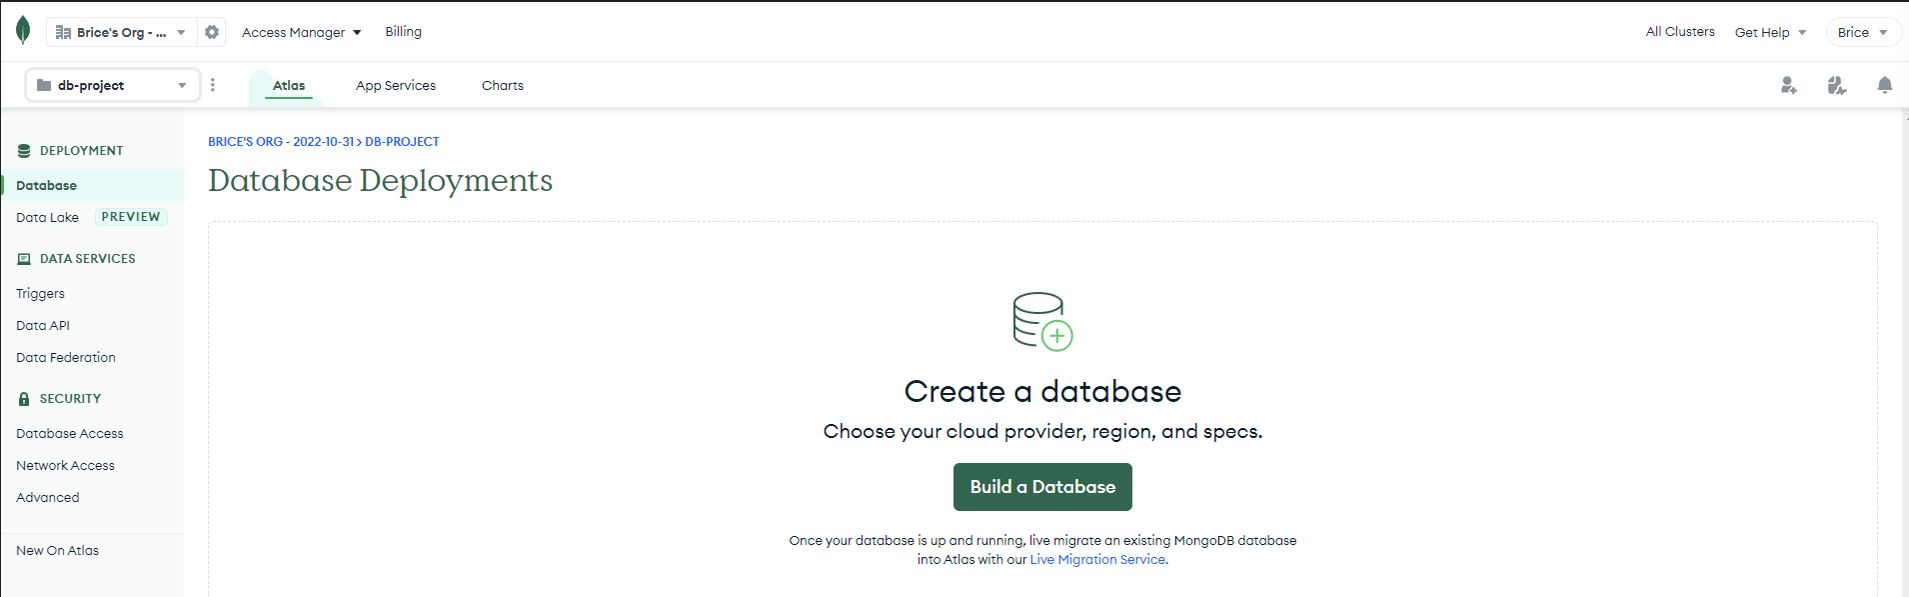 Brice's Org - ...
Access Manager
Billing
All Clusters
Get Help
Brice
db-project
Atlas
App Services
Charts
DEPLOYMENT
Database
Data Lake PREVIEW
DATA SERVICES
Triggers
Data API
Data Federation
SECURITY
Database Access
Network Access
Advanced
New On Atlas
BRICE'S ORG - 2022-10-31 > DB-PROJECT
Database Deployments
Create a database
Choose your cloud provider, region, and specs.
Build a Database
Once your database is up and running, live migrate an existing MongoDB database
into Atlas with our Live Migration Service.